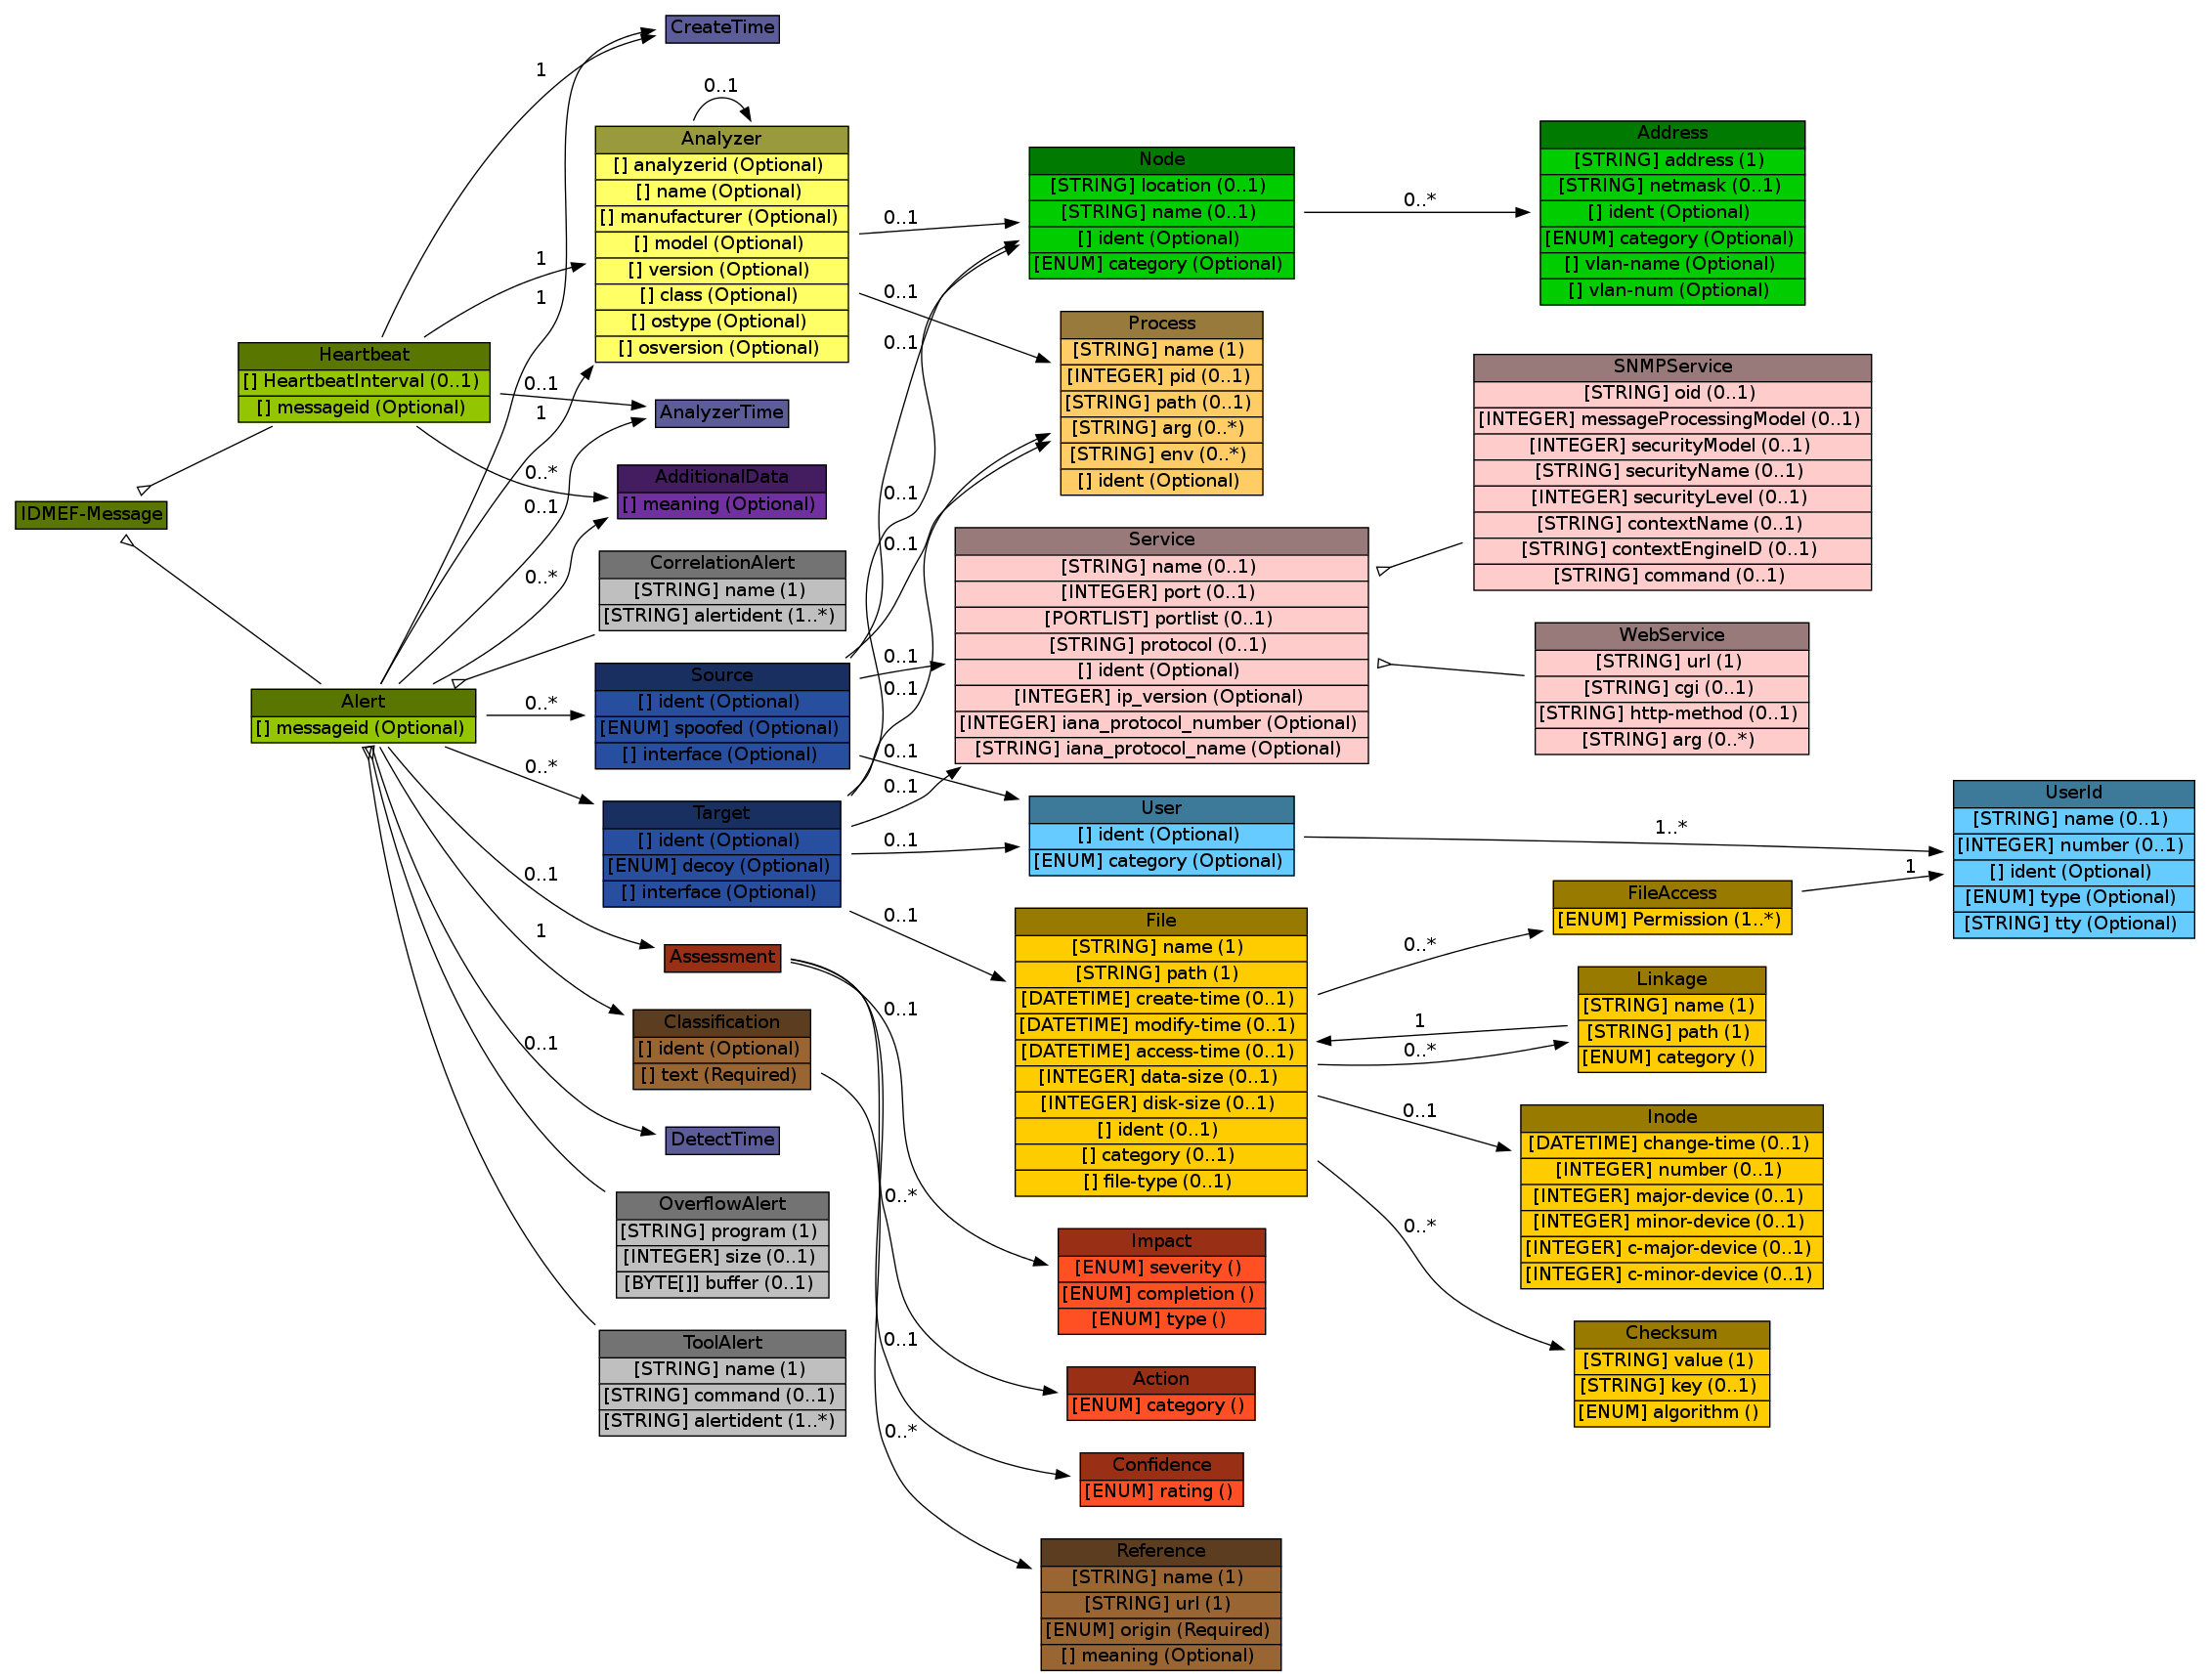 IDMEF-Message
Heartbeat
[] HeartbeatInterval (0..1)
[] messageid (Optional)
Alert
[] messageid (Optional)
1
1
1
0..1
1
0..*
0..1
0..*
0..*
0..*
0..1
1
0..1
CreateTime
0..1
Analyzer
[] analyzerid (Optional)
[] name (Optional)
[] manufacturer (Optional)
[] model (Optional)
[] version (Optional)
[] class (Optional)
[] ostype (Optional)
[] osversion (Optional)
AnalyzerTime
AdditionalData
[] meaning (Optional)
CorrelationAlert
[STRING] name (1)
[STRING] alertident (1..*)
Source
[] ident (Optional)
[ENUM] spoofed (Optional)
[] interface (Optional)
Target
[] ident (Optional)
[ENUM] decoy (Optional)
[] interface (Optional)
Assessment
Classification
[] ident (Optional)
[] text (Required)
DetectTime
OverflowAlert
[STRING] program (1)
[INTEGER] size (0..1)
[BYTE[]] buffer (0..1)
ToolAlert
[STRING] name (1)
[STRING] command (0..1)
[STRING] alertident (1..*)
0..1
0..1
0..1
0..1
0..1
0..1
0..1
0..1
0..1
0..1
0..1
0..1
0..*
0..1
0..*
Node
[STRING] location (0..1)
[STRING] name (0..1)
[] ident (Optional)
[ENUM] category (Optional)
Process
[STRING] name (1)
[INTEGER] pid (0..1)
[STRING] path (0..1)
[STRING] arg (0..*)
[STRING] env (0..*)
[] ident (Optional)
Service
[STRING] name (0..1)
[INTEGER] port (0..1)
[PORTLIST] portlist (0..1)
[STRING] protocol (0..1)
[] ident (Optional)
[INTEGER] ip_version (Optional)
[INTEGER] iana_protocol_number (Optional)
[STRING] iana_protocol_name (Optional)
User
[] ident (Optional)
[ENUM] category (Optional)
File
[STRING] name (1)
[STRING] path (1)
[DATETIME] create-time (0..1)
[DATETIME] modify-time (0..1)
[DATETIME] access-time (0..1)
[INTEGER] data-size (0..1)
[INTEGER] disk-size (0..1)
[] ident (0..1)
[] category (0..1)
[] file-type (0..1)
Impact
[ENUM] severity ()
[ENUM] completion ()
[ENUM] type ()
Action
[ENUM] category ()
Confidence
[ENUM] rating ()
Reference
[STRING] name (1)
[STRING] url (1)
[ENUM] origin (Required)
[] meaning (Optional)
0..*
0..*
1
0..*
0..1
0..*
Address
[STRING] address (1)
[STRING] netmask (0..1)
[] ident (Optional)
[ENUM] category (Optional)
[] vlan-name (Optional)
[] vlan-num (Optional)
SNMPService
[STRING] oid (0..1)
[INTEGER] messageProcessingModel (0..1)
[INTEGER] securityModel (0..1)
[STRING] securityName (0..1)
[INTEGER] securityLevel (0..1)
[STRING] contextName (0..1)
[STRING] contextEngineID (0..1)
[STRING] command (0..1)
WebService
[STRING] url (1)
[STRING] cgi (0..1)
[STRING] http-method (0..1)
[STRING] arg (0..*)
1..*
FileAccess
[ENUM] Permission (1..*)
Linkage
[STRING] name (1)
[STRING] path (1)
[ENUM] category ()
Inode
[DATETIME] change-time (0..1)
[INTEGER] number (0..1)
[INTEGER] major-device (0..1)
[INTEGER] minor-device (0..1)
[INTEGER] c-major-device (0..1)
[INTEGER] c-minor-device (0..1)
Checksum
[STRING] value (1)
[STRING] key (0..1)
[ENUM] algorithm ()
1
UserId
[STRING] name (0..1)
[INTEGER] number (0..1)
[] ident (Optional)
[ENUM] type (Optional)
[STRING] tty (Optional)